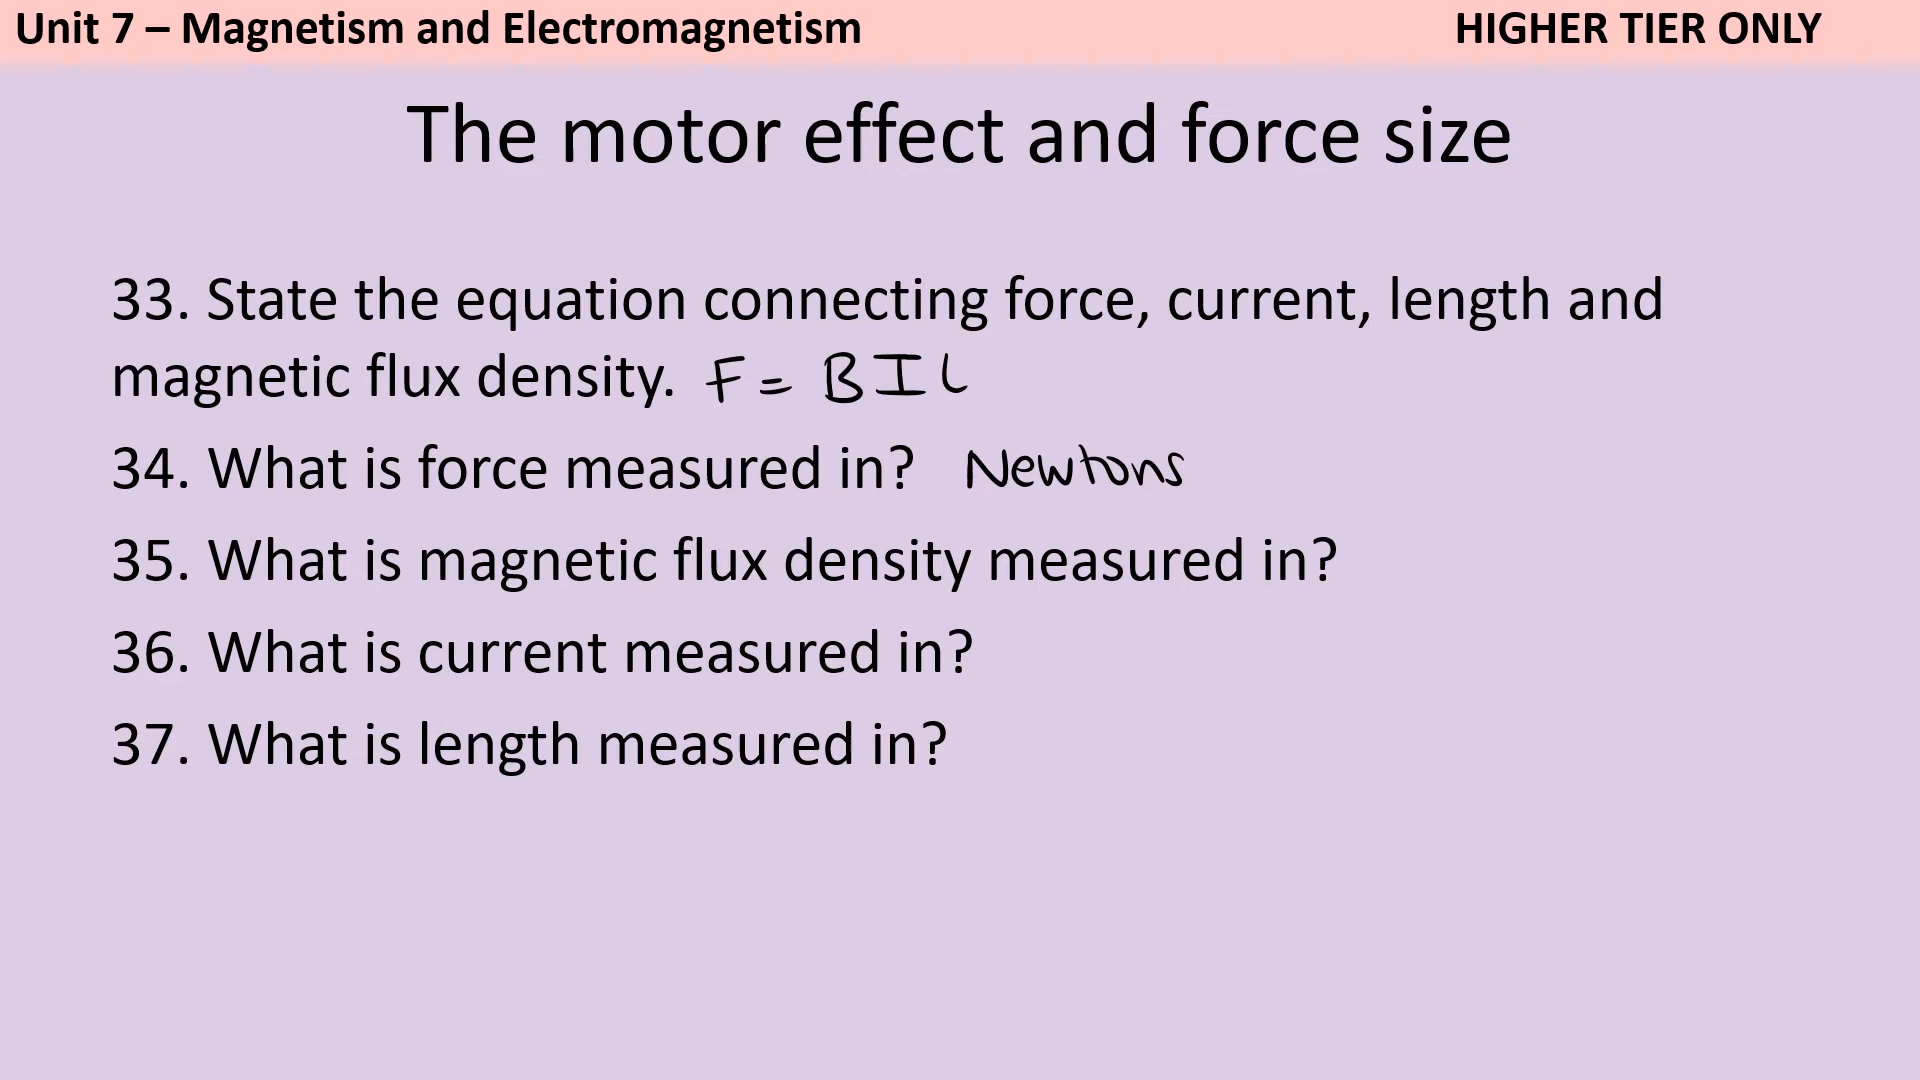 Unit 7 – Magnetism and Electromagnetism HIGHER TIER ONLY
The motor effect and force size
33. State the equation connecting force, current, length and
magnetic flux density. F = BIL
34. What is force measured in? Newtons
35. What is magnetic flux density measured in?
36. What is current measured in?
37. What is length measured in?